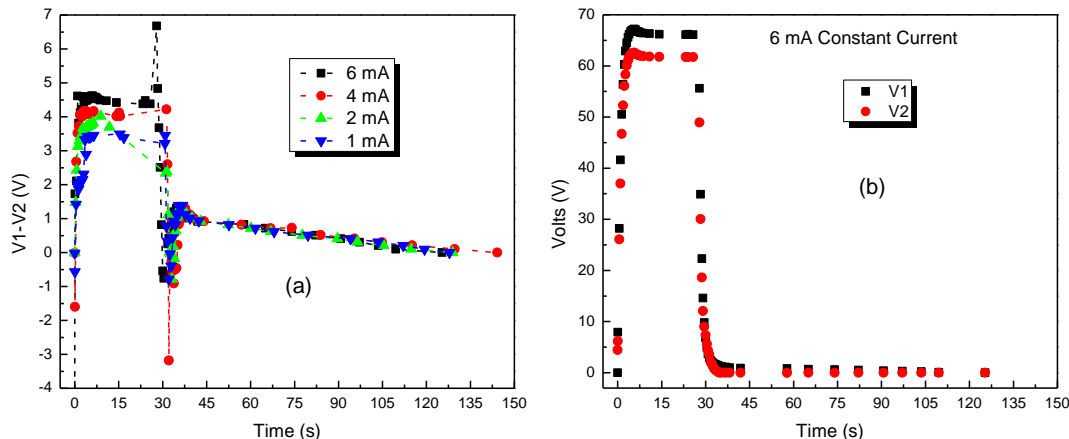 7
6
5
4
3
2
1
0
-1
-2
-3
-4
V1-V2 (V)
0 15 30 45 60 75 90 105 120 135 150
Time (s)
6 mA
4 mA
2 mA
1 mA
(a)
70
60
50
40
30
20
10
0
Volts (V)
0 15 30 45 60 75 90 105 120 135 150
Time (s)
6 mA Constant Current
V1
V2
(b)